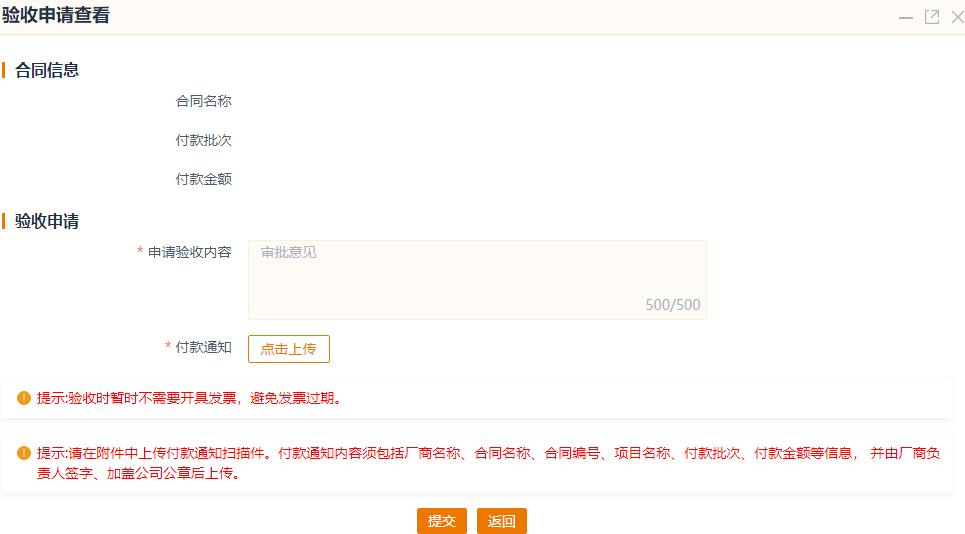 验收申请查看
合同信息
合同名称
付款批次
付款金额
验收申请
* 申请验收内容
审批意见
500/500
* 付款通知
点击上传
提示:验收时暂时不需要开具发票，避免发票过期。
提示:请在附件中上传付款通知扫描件。付款通知内容须包括厂商名称、合同名称、合同编号、项目名称、付款批次、付款金额等信息， 并由厂商负
责人签字、加盖公司公章后上传。
提交
返回